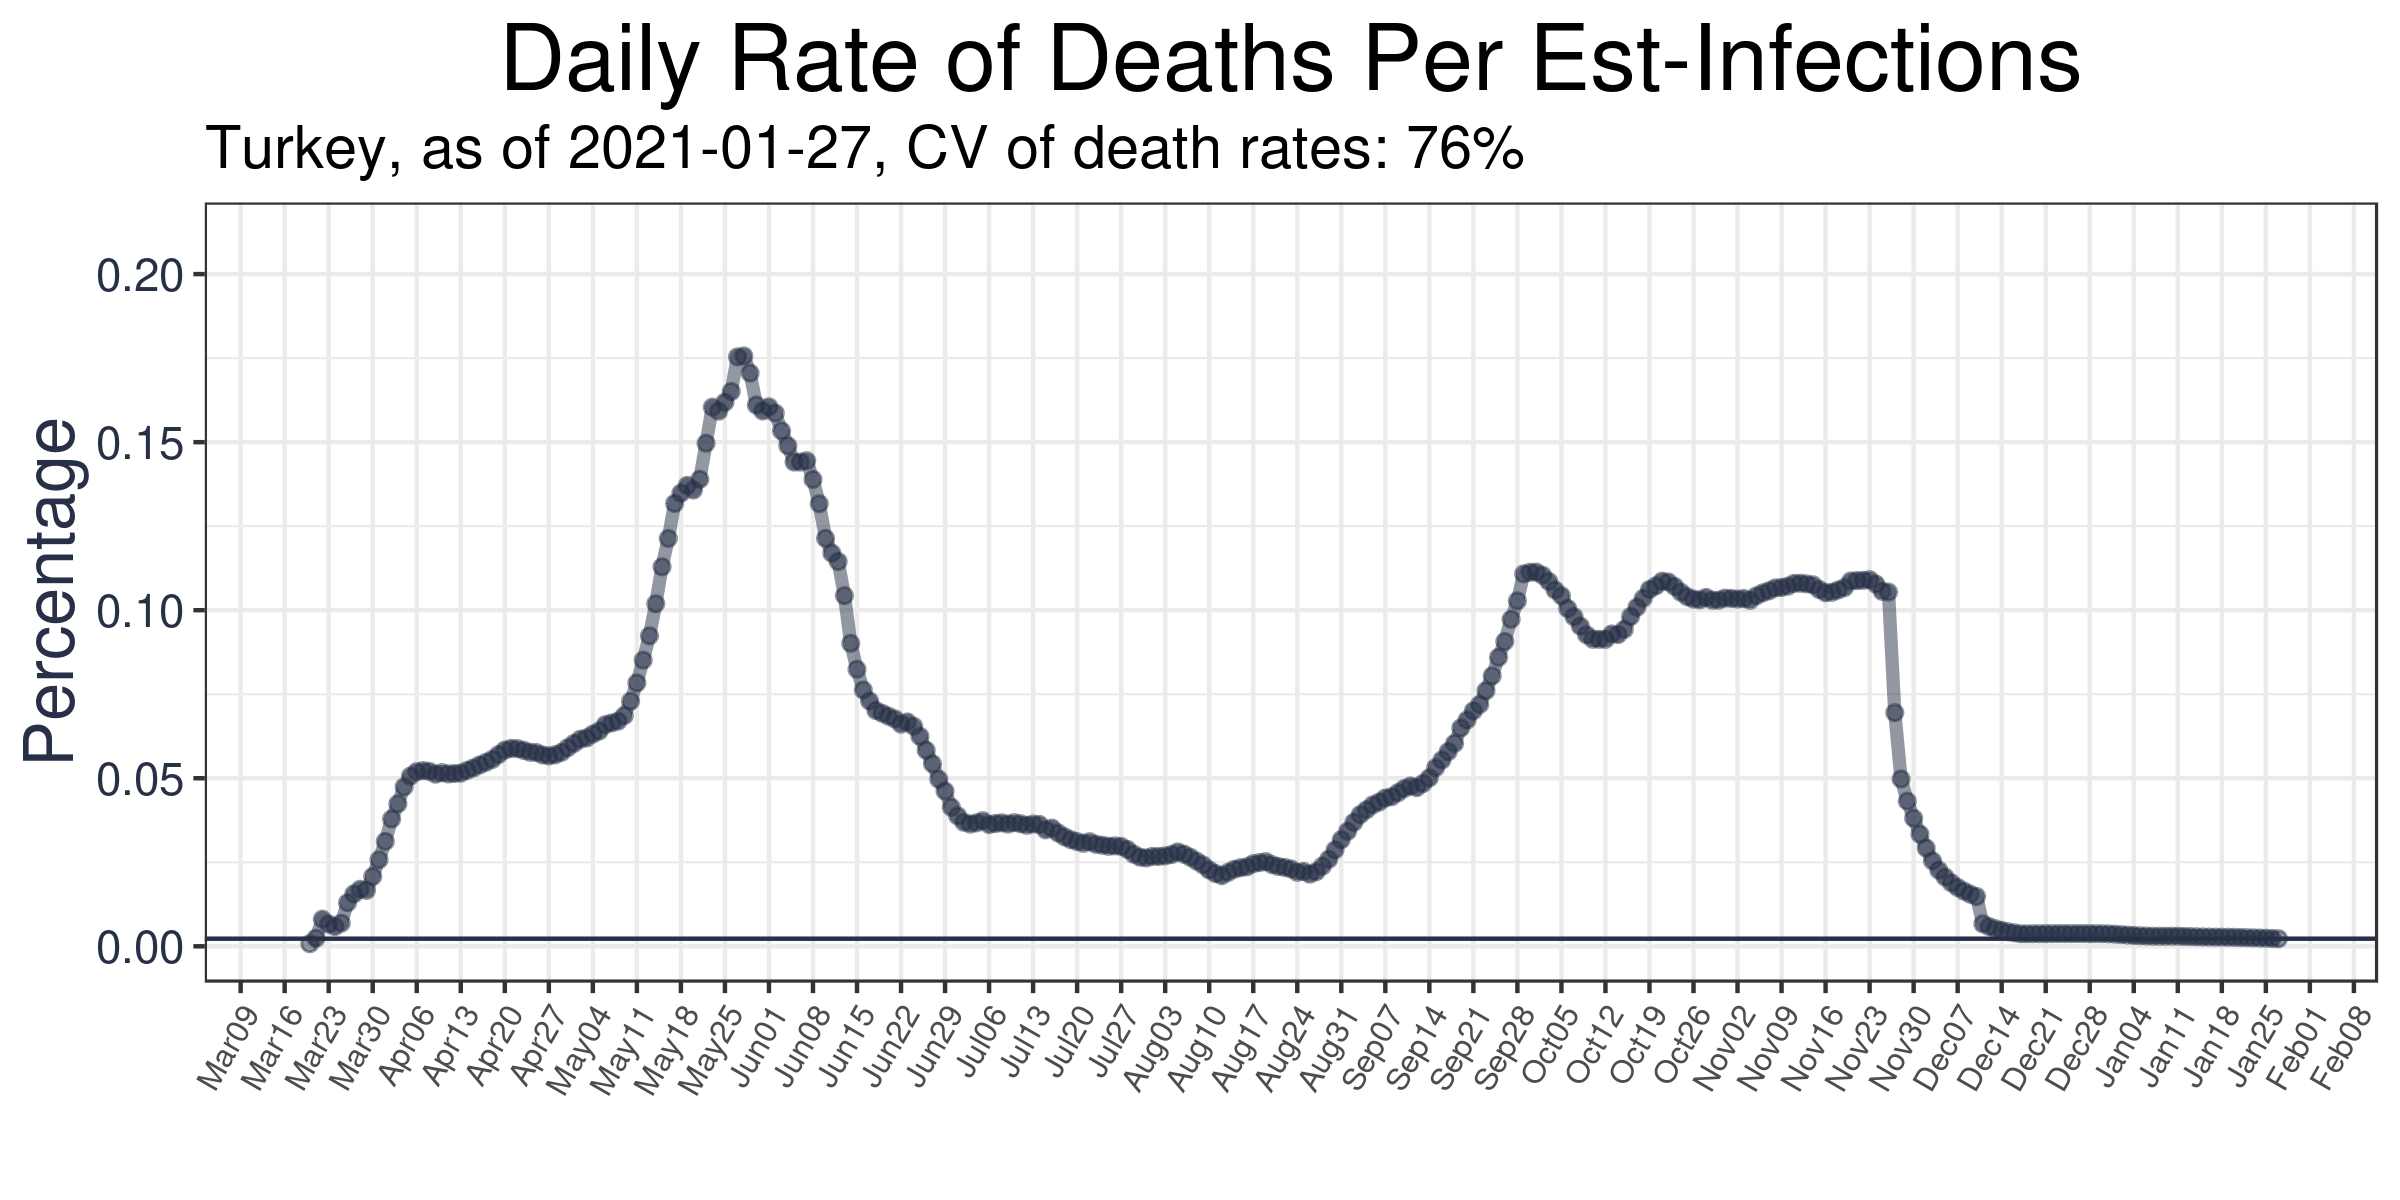 Daily Rate of Deaths Per Est-Infections
Turkey, as of 2021-01-27, CV of death rates: 76%
Percentage
0.20
0.15
0.10
0.05
0.00
Mar09 Mar16 Mar23 Mar30 Apr06 Apr13 Apr20 Apr27 May04 May11 May18 May25 Jun01 Jun08 Jun15 Jun22 Jun29 Jul06 Jul13 Jul20 Jul27 Aug03 Aug10 Aug17 Aug24 Aug31 Sep07 Sep14 Sep21 Sep28 Oct05 Oct12 Oct19 Oct26 Nov02 Nov09 Nov16 Nov23 Nov30 Dec07 Dec14 Dec21 Dec28 Jan04 Jan11 Jan18 Jan25 Feb01 Feb08